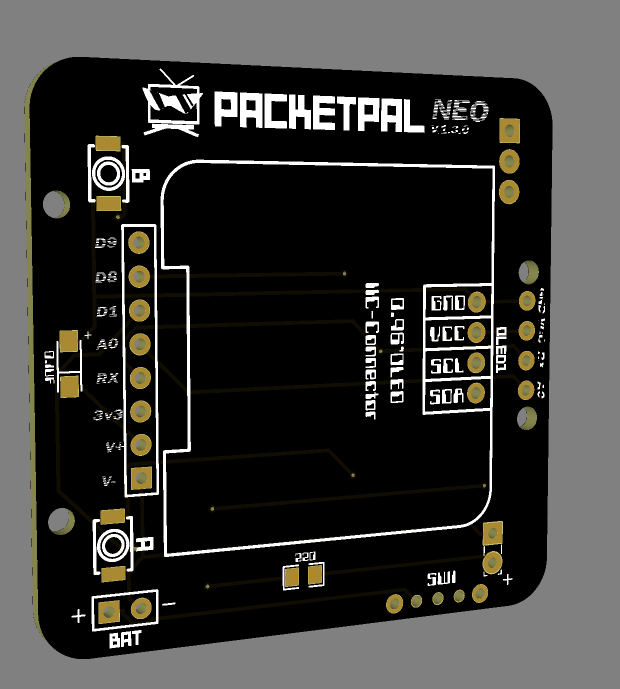 PACKETPAL NEO
V1.3.0
B
D9
D8
D1
A0
RX
3v3
V+
V-
0.1UF
+
IIC-Connector
0.96"OLED
GND
VCC
SCL
SDA
OLED1
A
220
SW1
+
+ -
BAT